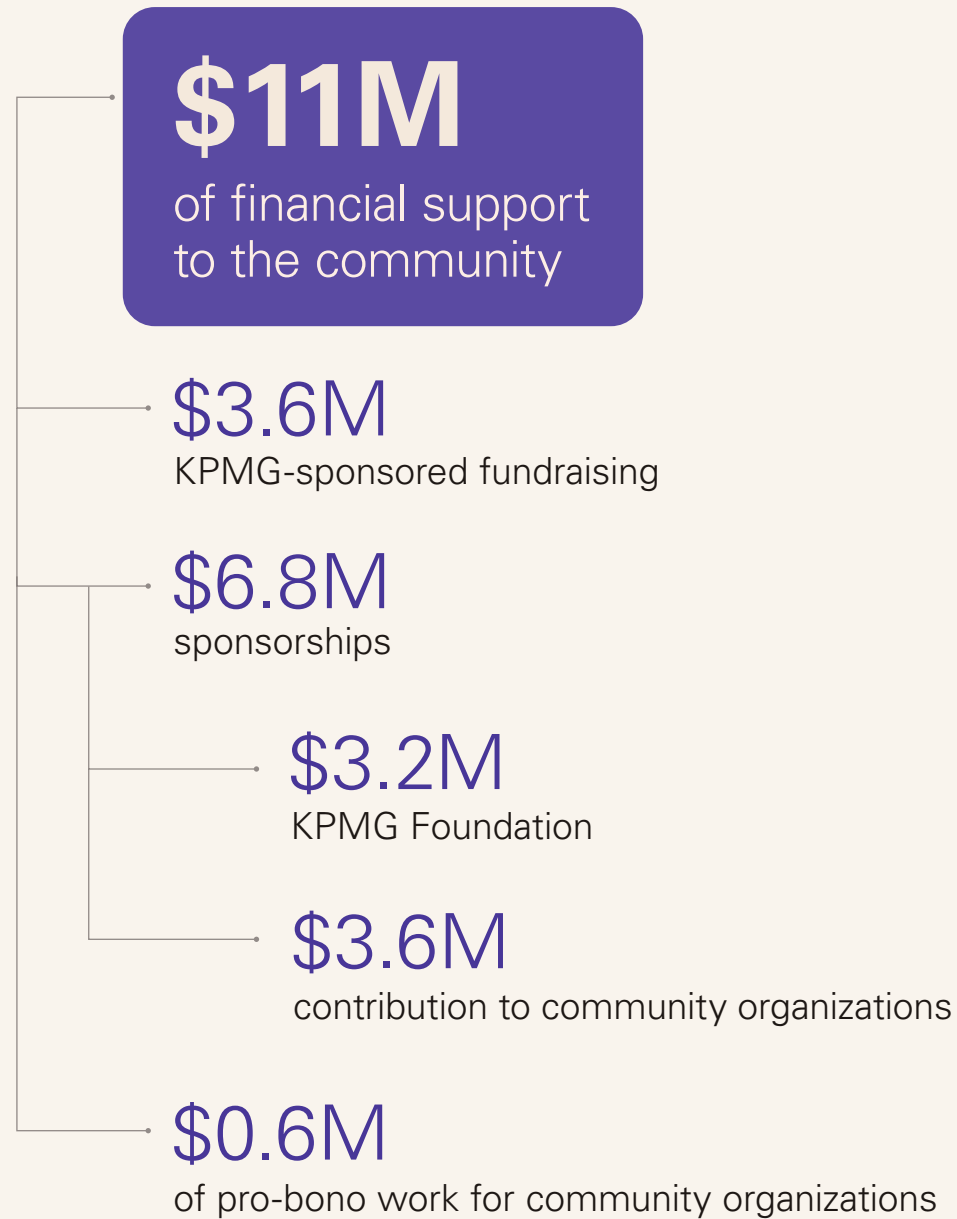 $11M
of financial support
to the community
$3.6M
KPMG-sponsored fundraising
$6.8M
sponsorships
$3.2M
KPMG Foundation
$3.6M
contribution to community organizations
$0.6M
of pro-bono work for community organizations